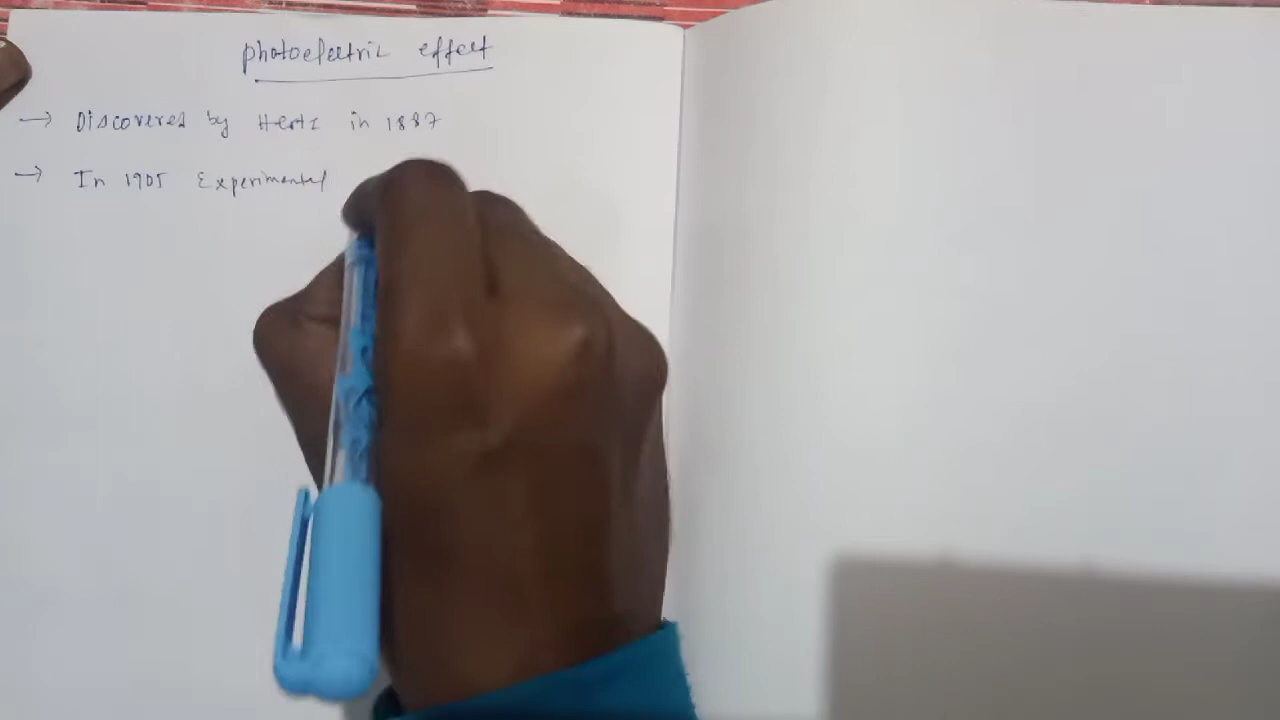 photoelectric effect
→ Discovered by Hertz in 1887
→ In 1905 Experimental